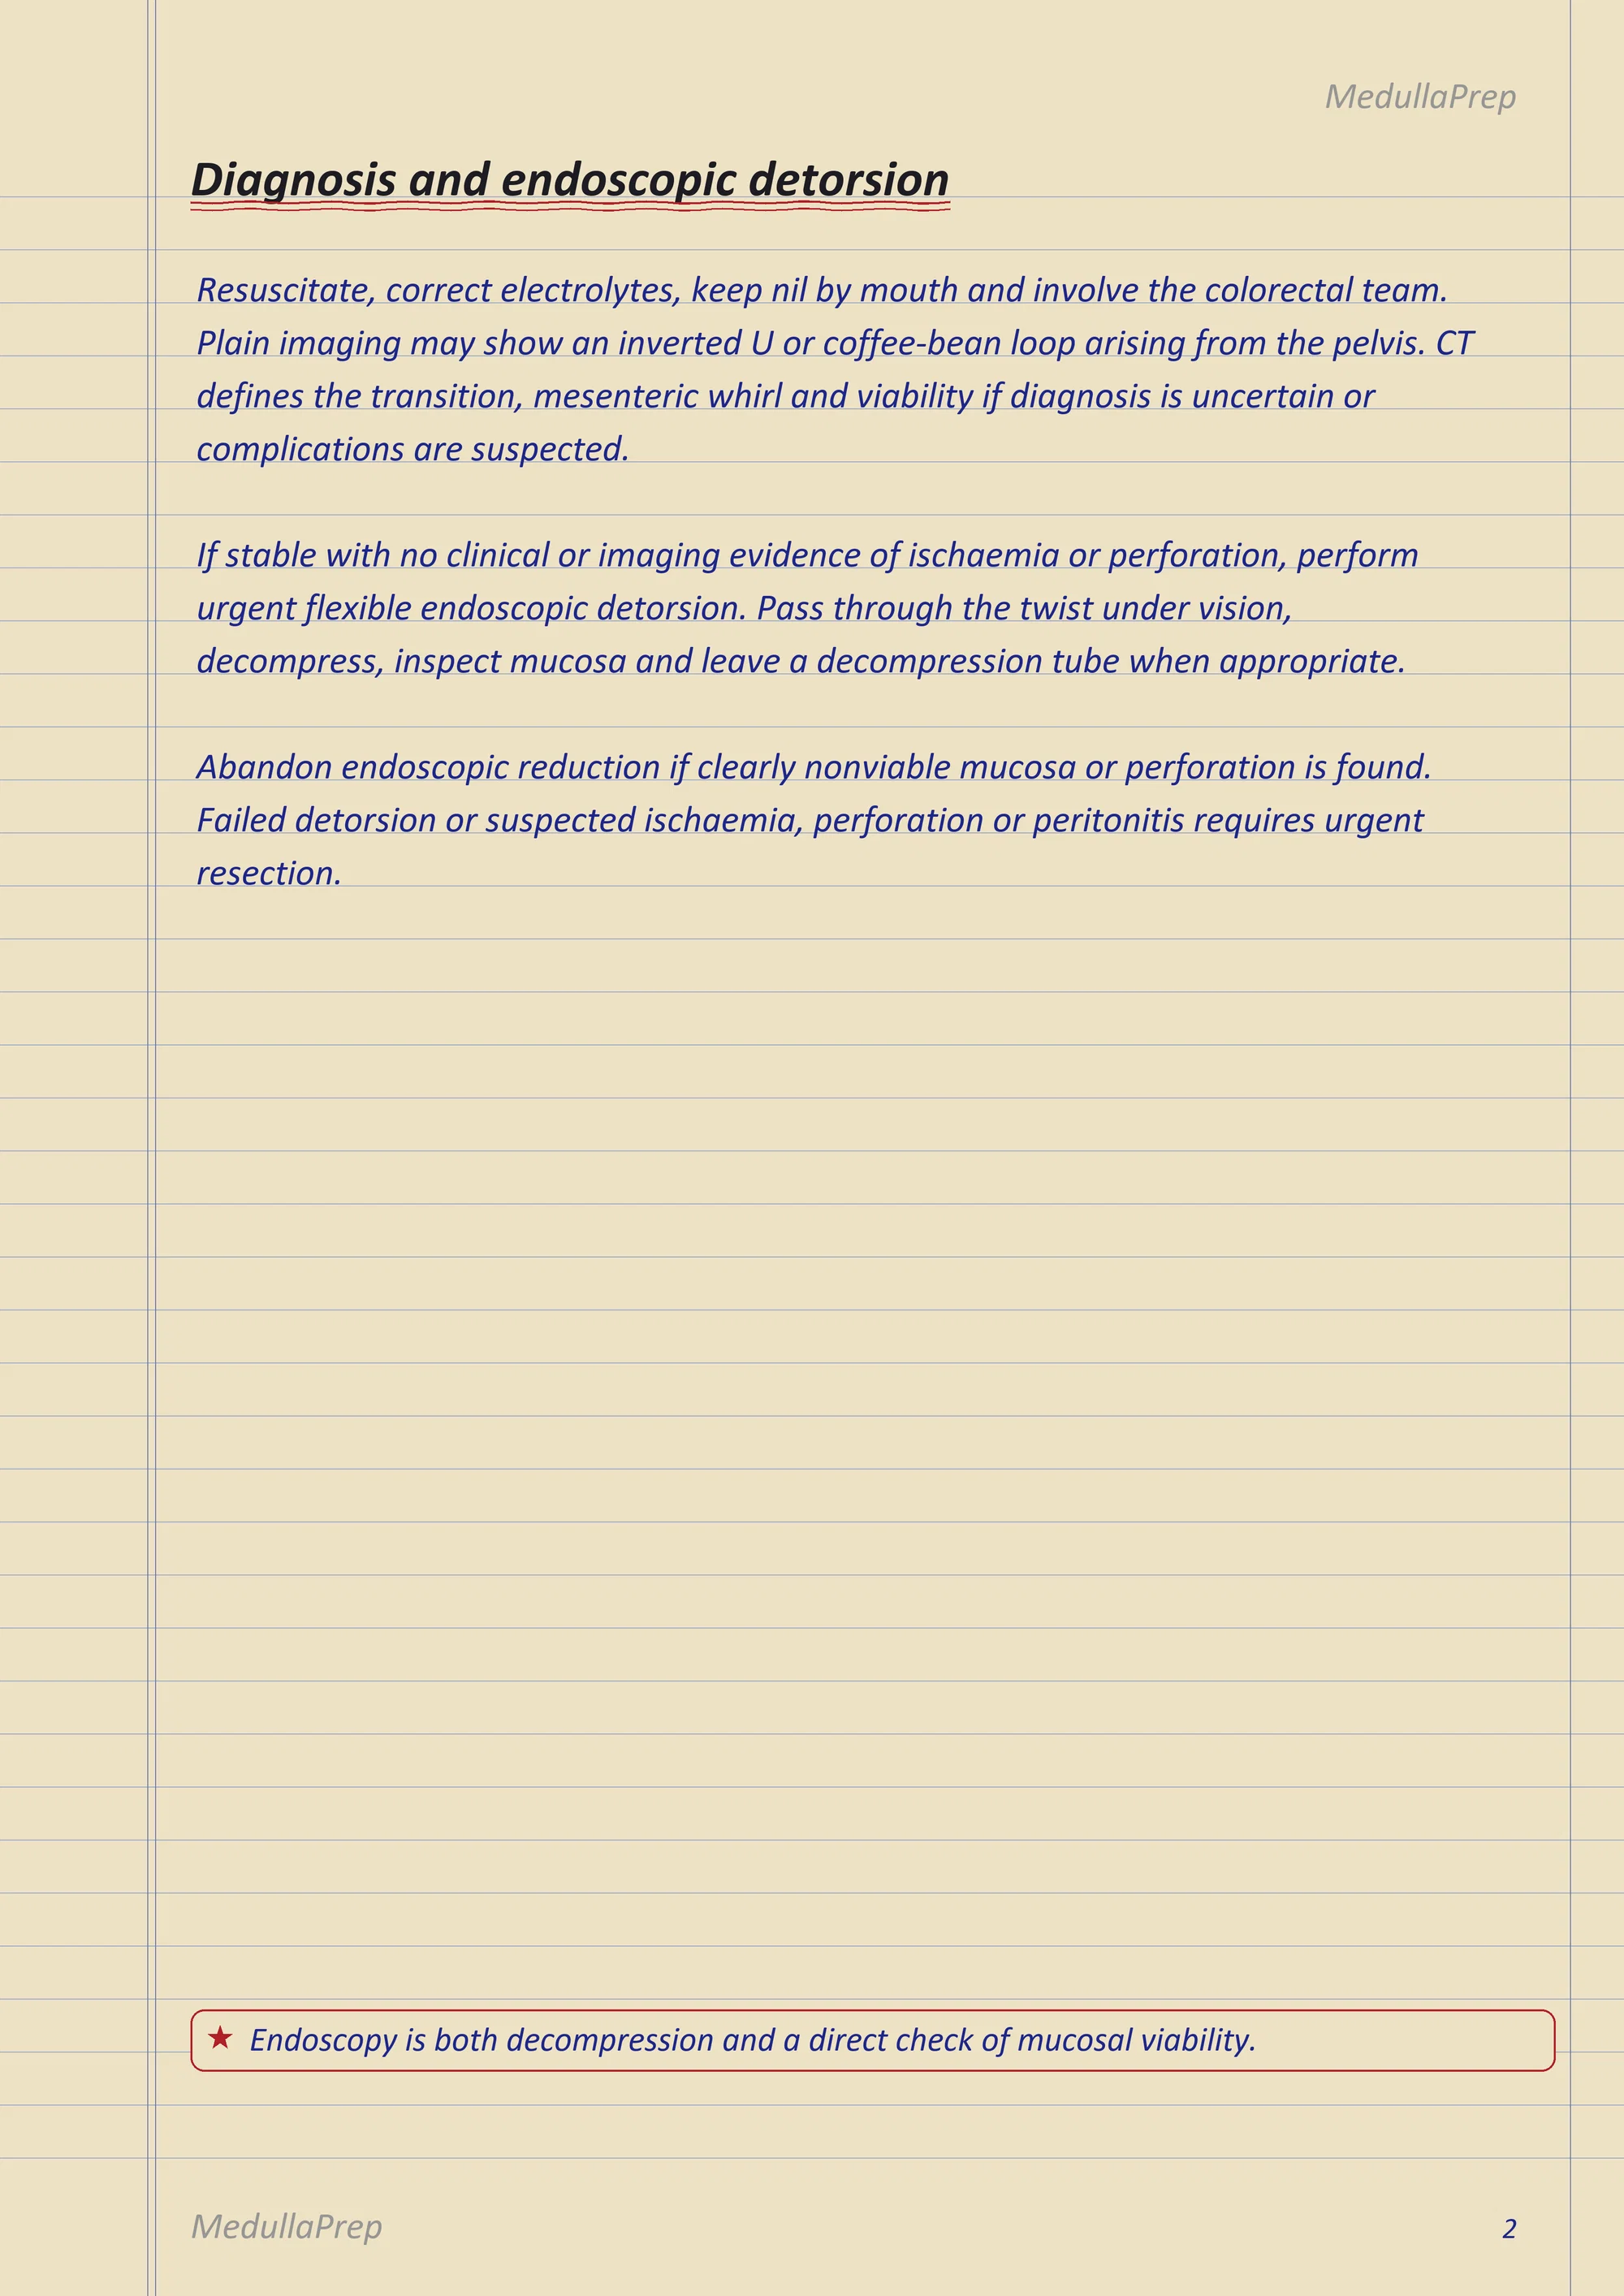 MedullaPrep
Diagnosis and endoscopic detorsion
Resuscitate, correct electrolytes, keep nil by mouth and involve the colorectal team.
Plain imaging may show an inverted U or coffee-bean loop arising from the pelvis. CT
defines the transition, mesenteric whirl and viability if diagnosis is uncertain or
complications are suspected.
If stable with no clinical or imaging evidence of ischaemia or perforation, perform
urgent flexible endoscopic detorsion. Pass through the twist under vision,
decompress, inspect mucosa and leave a decompression tube when appropriate.
Abandon endoscopic reduction if clearly nonviable mucosa or perforation is found.
Failed detorsion or suspected ischaemia, perforation or peritonitis requires urgent
resection.
★ Endoscopy is both decompression and a direct check of mucosal viability.
MedullaPrep
2